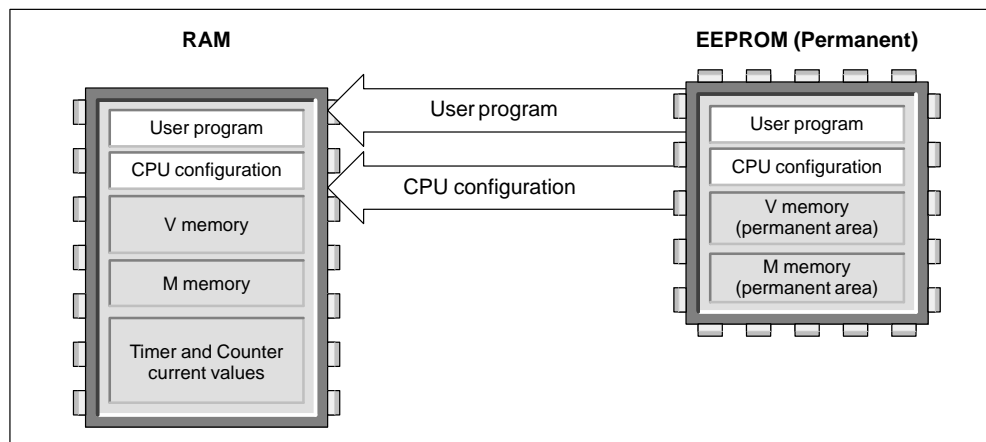 RAM
EEPROM (Permanent)
User program
CPU configuration
V memory
M memory
Timer and Counter
current values
User program
CPU configuration
User program
CPU configuration
V memory
(permanent area)
M memory
(permanent area)